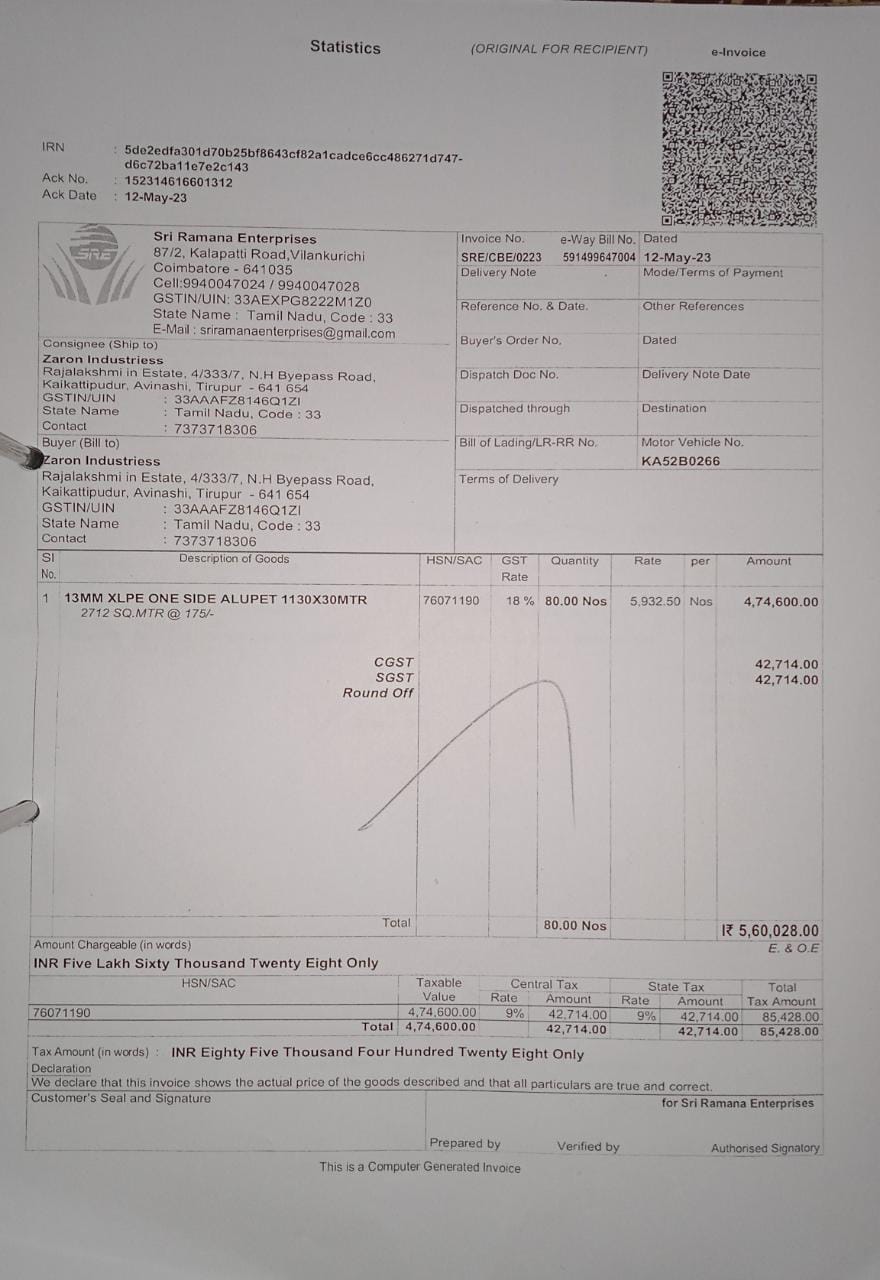 Statistics
(ORIGINAL FOR RECIPIENT)
e-Invoice
IRN : 5de2edfa301d70b25bf8643cf82a1cadce6cc486271d747-
d6c72ba11e7e2c143
Ack No. : 152314616601312
Ack Date : 12-May-23
SRE
Sri Ramana Enterprises
87/2, Kalapatti Road,Vilankurichi
Coimbatore - 641035
Cell:9940047024 / 9940047028
GSTIN/UIN: 33AEXPG8222M1Z0
State Name : Tamil Nadu, Code : 33
E-Mail : sriramanaenterprises@gmail.com
Consignee (Ship to)
Zaron Industriess
Rajalakshmi in Estate, 4/333/7, N.H Byepass Road,
Kaikattipudur, Avinashi, Tirupur - 641 654
GSTIN/UIN : 33AAAFZ8146Q1ZI
State Name : Tamil Nadu, Code : 33
Contact : 7373718306
Buyer (Bill to)
Zaron Industriess
Rajalakshmi in Estate, 4/333/7, N.H Byepass Road,
Kaikattipudur, Avinashi, Tirupur - 641 654
GSTIN/UIN : 33AAAFZ8146Q1ZI
State Name : Tamil Nadu, Code : 33
Contact : 7373718306
Invoice No. e-Way Bill No. Dated
SRE/CBE/0223 591499647004 12-May-23
Delivery Note Mode/Terms of Payment
Reference No. & Date. Other References
Buyer's Order No. Dated
Dispatch Doc No. Delivery Note Date
Dispatched through Destination
Bill of Lading/LR-RR No. Motor Vehicle No.
KA52B0266
Terms of Delivery
Sl Description of Goods HSN/SAC GST Quantity Rate per Amount
No. Rate
1 13MM XLPE ONE SIDE ALUPET 1130X30MTR 76071190 18 % 80.00 Nos 5,932.50 Nos 4,74,600.00
2712 SQ.MTR @ 175/-
CGST 42,714.00
SGST 42,714.00
Round Off
Total 80.00 Nos I₹ 5,60,028.00
Amount Chargeable (in words) E. & O.E
INR Five Lakh Sixty Thousand Twenty Eight Only
HSN/SAC Taxable Central Tax State Tax Total
Value Rate Amount Rate Amount Tax Amount
76071190 4,74,600.00 9% 42,714.00 9% 42,714.00 85,428.00
Total 4,74,600.00 42,714.00 42,714.00 85,428.00
Tax Amount (in words) : INR Eighty Five Thousand Four Hundred Twenty Eight Only
Declaration
We declare that this invoice shows the actual price of the goods described and that all particulars are true and correct.
Customer's Seal and Signature for Sri Ramana Enterprises
Prepared by Verified by Authorised Signatory
This is a Computer Generated Invoice